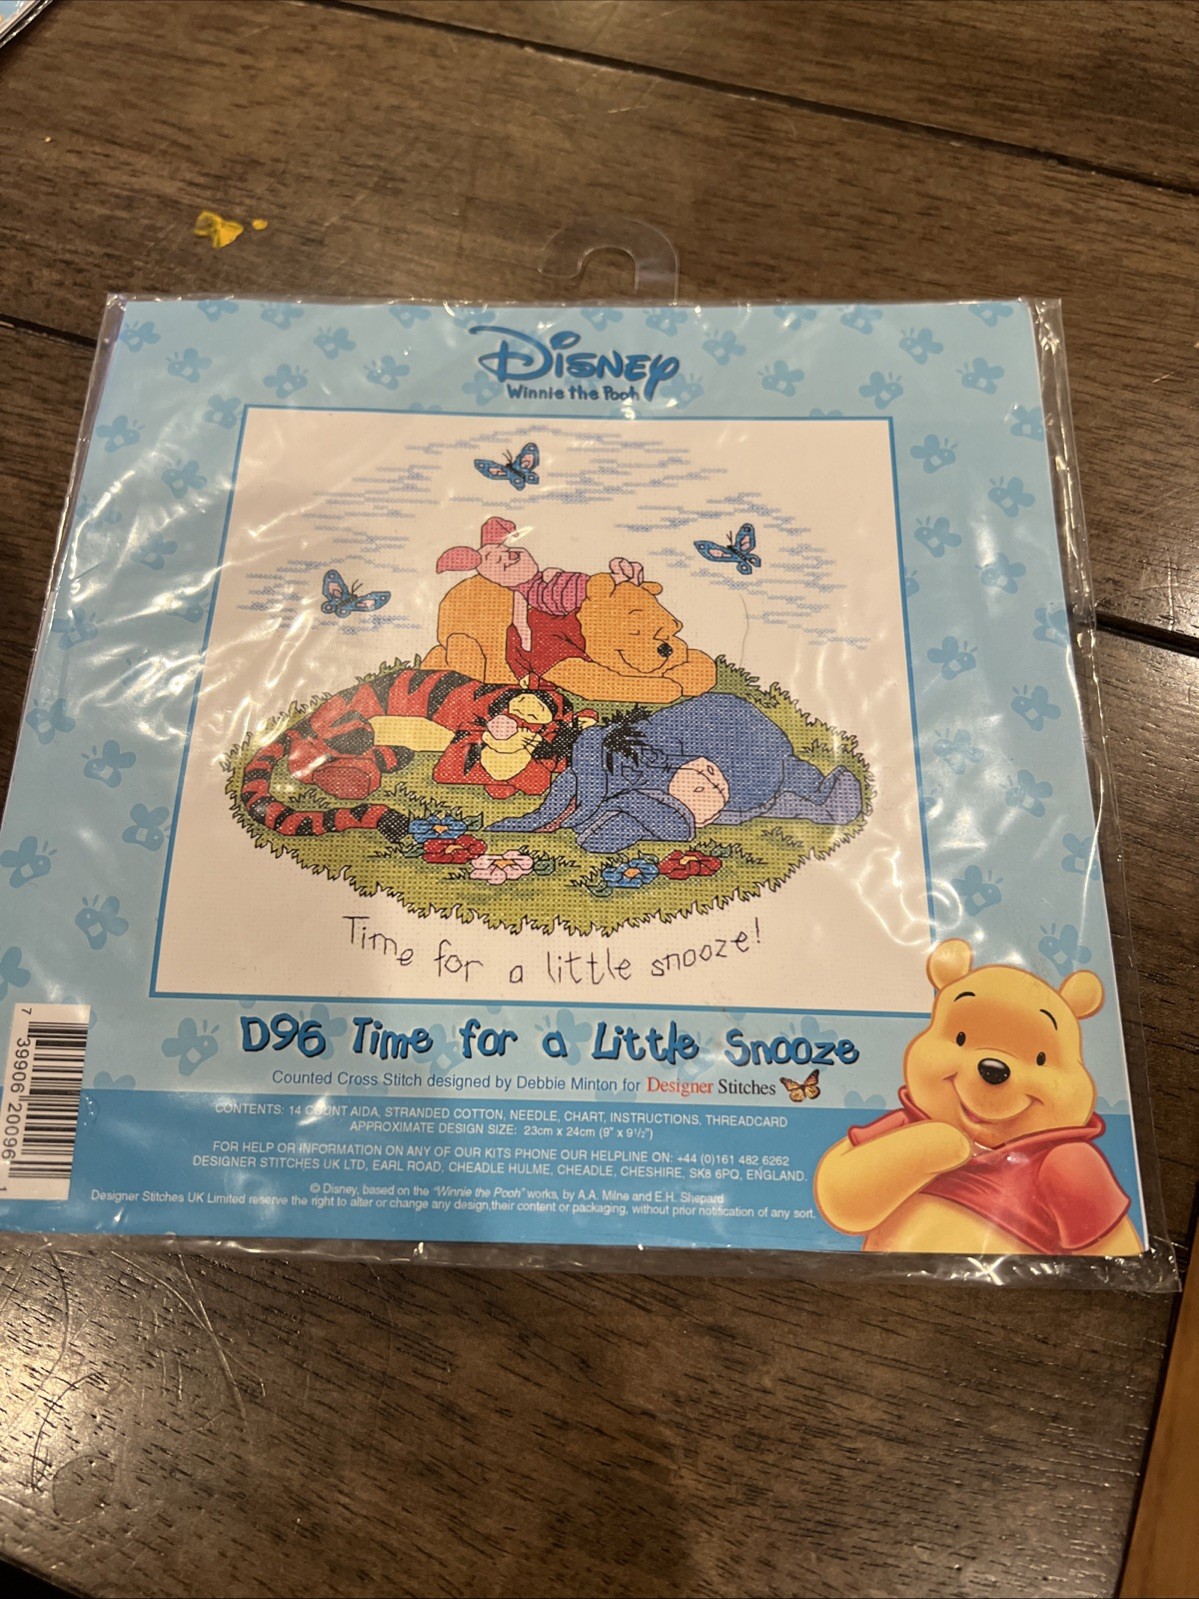 Disney
Winnie the Pooh
Time for a little snooze!
D96 Time for a Little Snooze
Counted Cross Stitch designed by Debbie Minton for Designer Stitches
CONTENTS: 14 COUNT AIDA, STRANDED COTTON, NEEDLE, CHART, INSTRUCTIONS, THREADCARD
APPROXIMATE DESIGN SIZE: 23cm x 24cm (9" x 9½")
FOR HELP OR INFORMATION ON ANY OF OUR KITS PHONE OUR HELPLINE ON: +44 (0)161 482 6262
DESIGNER STITCHES UK LTD, EARL ROAD, CHEADLE HULME, CHEADLE, CHESHIRE, SK8 6PQ, ENGLAND.
© Disney, based on the "Winnie the Pooh" works, by A.A. Milne and E.H. Shepard
Designer Stitches UK Limited reserve the right to alter or change any design,their content or packaging, without prior notification of any sort.
7 39906 20096 1